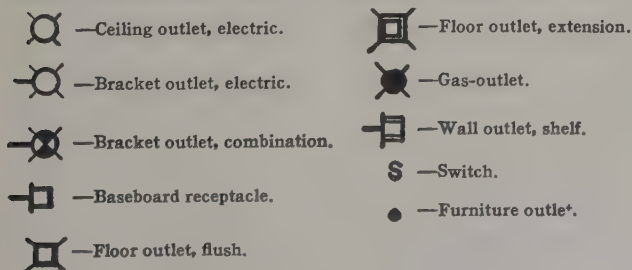 —Ceiling outlet, electric.
—Bracket outlet, electric.
—Bracket outlet, combination.
—Baseboard receptacle.
—Floor outlet, flush.
—Floor outlet, extension.
—Gas-outlet.
—Wall outlet, shelf.
S —Switch.
—Furniture outlet.